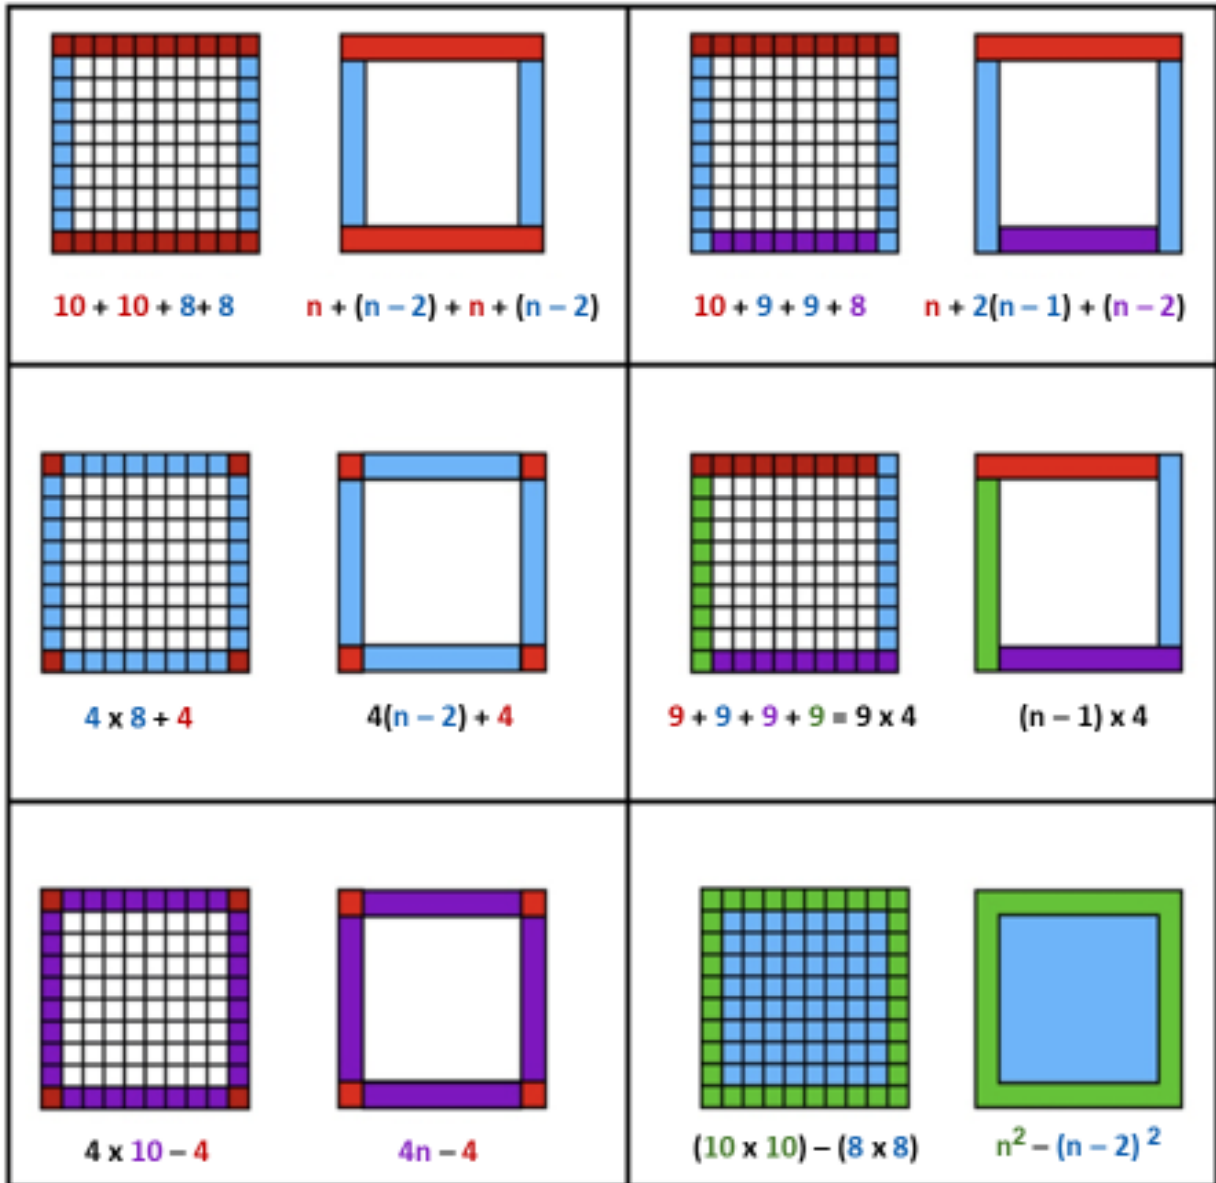 10 + 10 + 8+ 8
n + (n – 2) + n + (n – 2)
10 + 9 + 9 + 8
n + 2(n – 1) + (n – 2)
4 x 8 + 4
4(n – 2) + 4
9 + 9 + 9 + 9 = 9 x 4
(n – 1) x 4
4 x 10 – 4
4n – 4
(10 x 10) – (8 x 8)
n² – (n – 2) ²